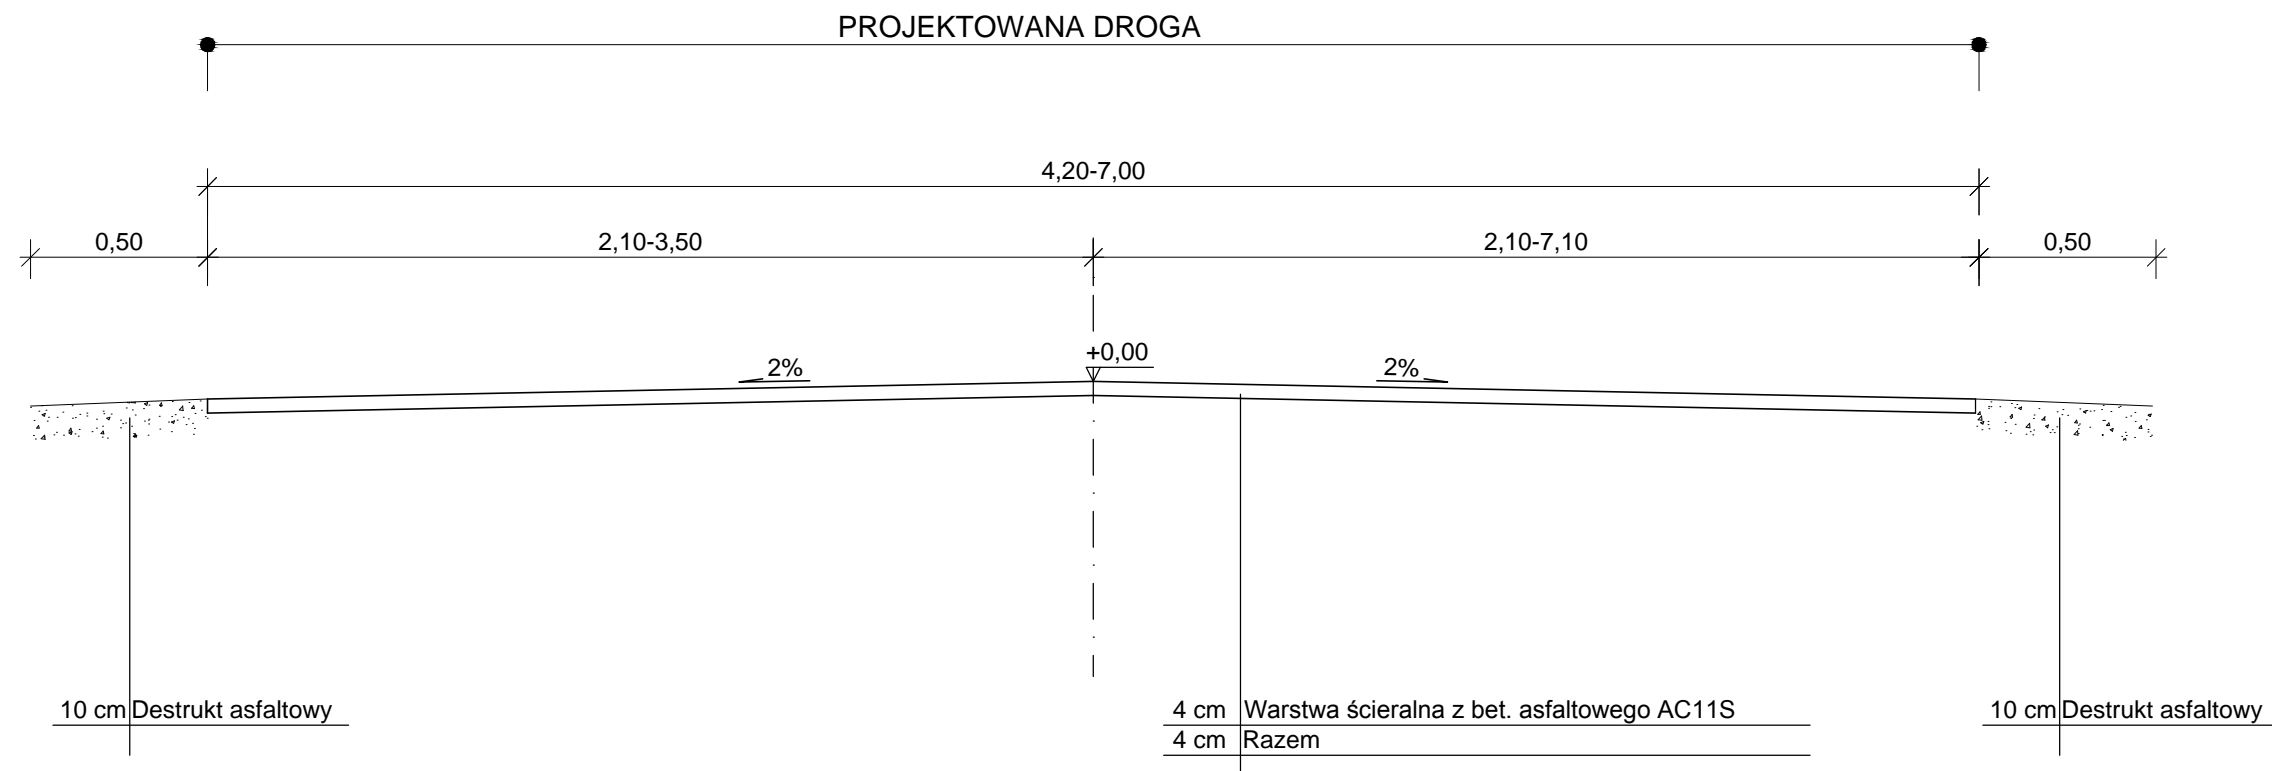 PROJEKTOWANA DROGA
4,20-7,00
0,50
2,10-3,50
2,10-7,10
0,50
2%
+0,00
2%
10 cm Destrukt asfaltowy
4 cm Warstwa ścieralna z bet. asfaltowego AC11S
4 cm Razem
10 cm Destrukt asfaltowy